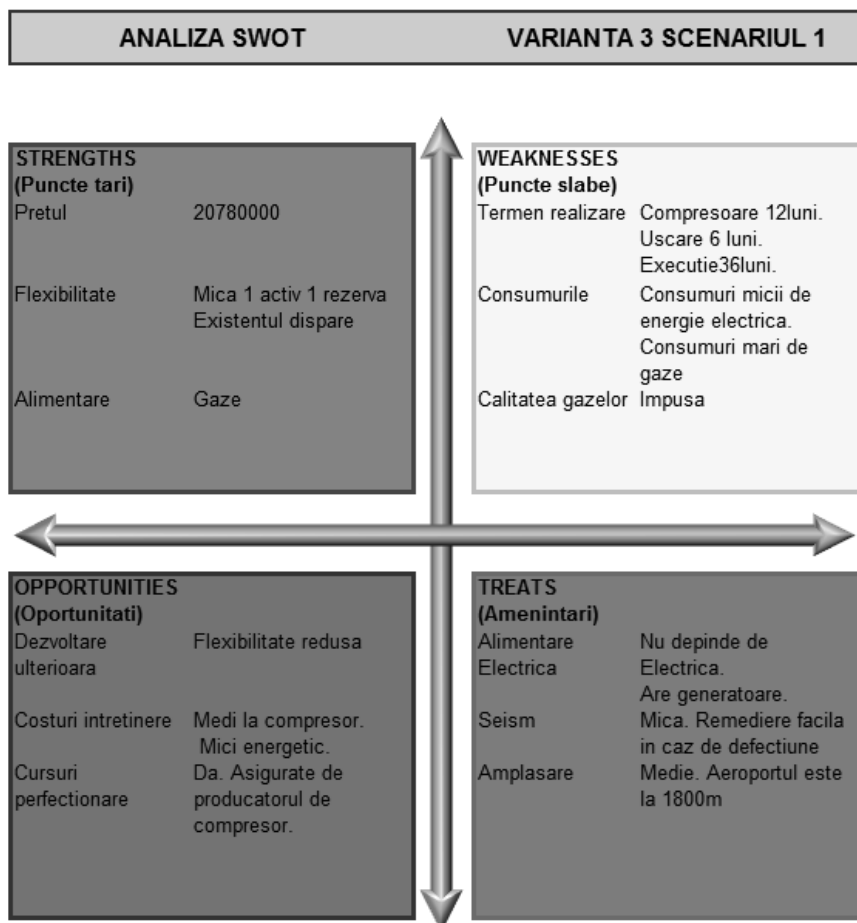 ANALIZA SWOT VARIANTA 3 SCENARIUL 1
STRENGTHS
(Puncte tari)
Pretul 20780000
Flexibilitate Mica 1 activ 1 rezerva
Existentul dispare
Alimentare Gaze
WEAKNESSES
(Puncte slabe)
Termen realizare Compresoare 12luni.
Uscare 6 luni.
Executie36luni.
Consumurile Consumuri micii de
energie electrica.
Consumuri mari de
gaze
Calitatea gazelor Impusa
OPPORTUNITIES
(Oportunitati)
Dezvoltare Flexibilitate redusa
ulterioara
Costuri intretinere Medi la compresor.
Mici energetic.
Cursuri Da. Asigurate de
perfectionare producatorul de
compresor.
TREATS
(Amenintari)
Alimentare Nu depinde de
Electrica Electrica.
Are generatoare.
Seism Mica. Remediere facila
in caz de defectiune
Amplasare Medie. Aeroportul este
la 1800m